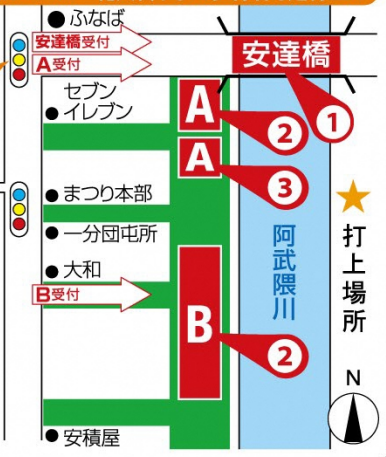 ふなば
安達橋受付
A受付
安達橋
①
セブン
イレブン
A
②
A
③
まつり本部
一分団屯所
阿武隈川
打上場所
大和
B受付
B
②
N
安積屋